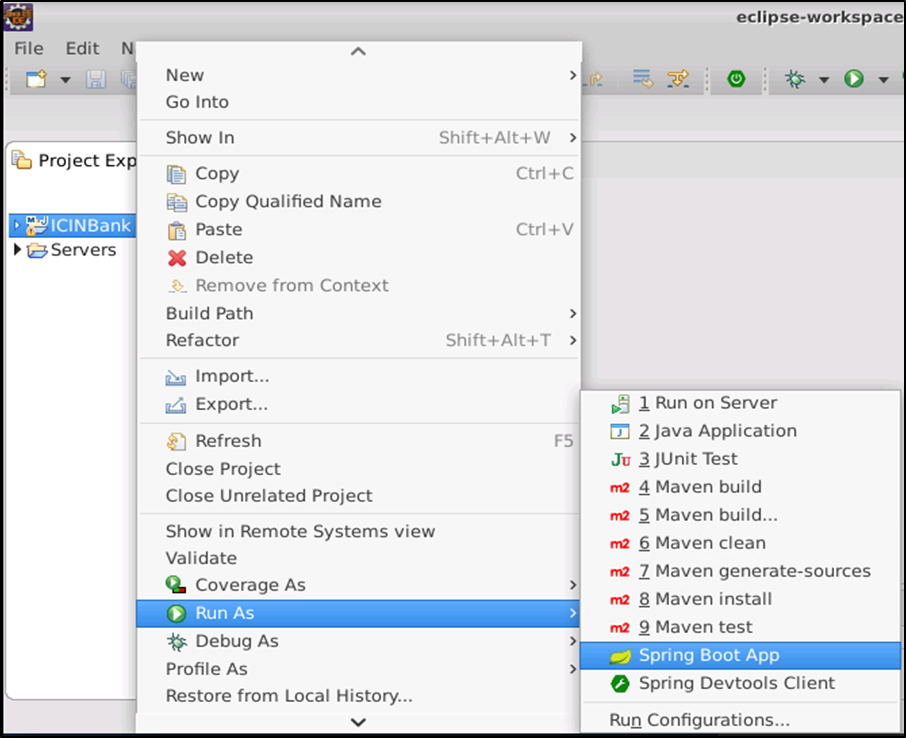 eclipse-workspace
File Edit N
New
Go Into
Show In Shift+Alt+W
Project Exp
Copy Ctrl+C
Copy Qualified Name
ICINBank
Paste Ctrl+V
Servers
Delete
Remove from Context
Build Path
Refactor Shift+Alt+T
Import...
Export...
Refresh F5
Close Project
Close Unrelated Project
Show in Remote Systems view
Validate
Coverage As
Run As
Debug As
Profile As
Restore from Local History...
1 Run on Server
2 Java Application
Ju 3 JUnit Test
m2 4 Maven build
m2 5 Maven build...
m2 6 Maven clean
m2 7 Maven generate-sources
m2 8 Maven install
m2 9 Maven test
Spring Boot App
Spring Devtools Client
Run Configurations...